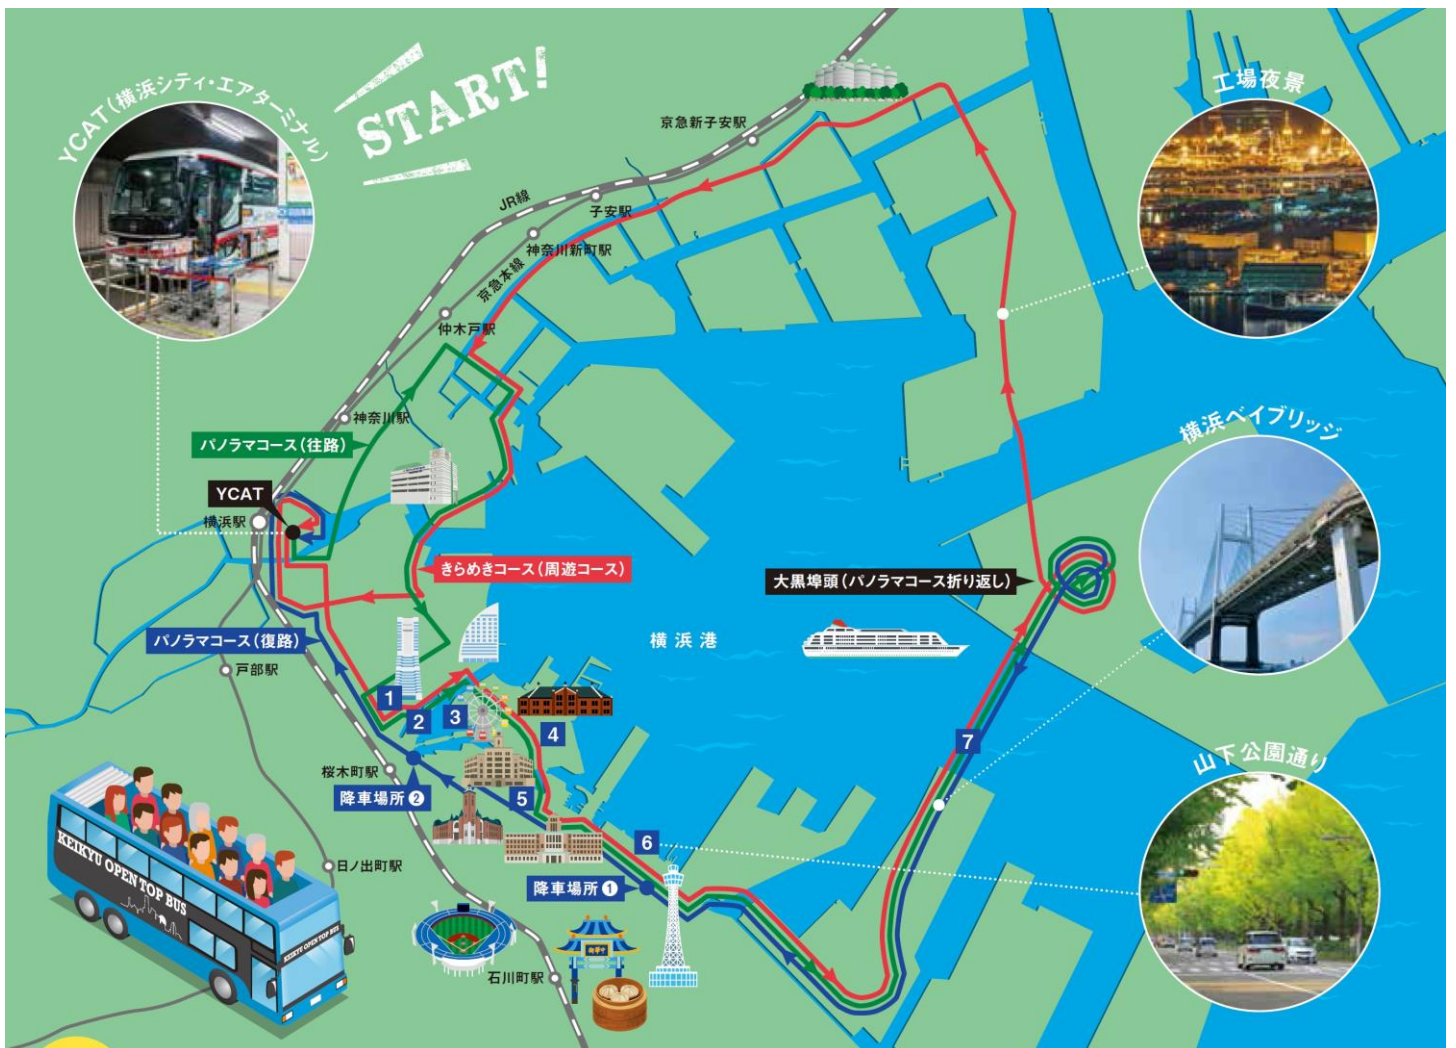 YCAT(横浜シティ・エアターミナル)
START!
工場夜景
京急新子安駅
JR線
子安駅
神奈川新町駅
京急本線
仲木戸駅
神奈川駅
パノラマコース(往路)
YCAT
横浜駅
横浜ベイブリッジ
きらめきコース(周遊コース)
大黒埠頭(パノラマコース折り返し)
パノラマコース(復路)
横浜港
戸部駅
1
2
3
4
7
山下公園通り
桜木町駅
降車場所❷
5
6
降車場所❶
日ノ出町駅
KEIKYU OPEN TOP BUS
KEIKYU OPEN TOP BUS
中華街
石川町駅